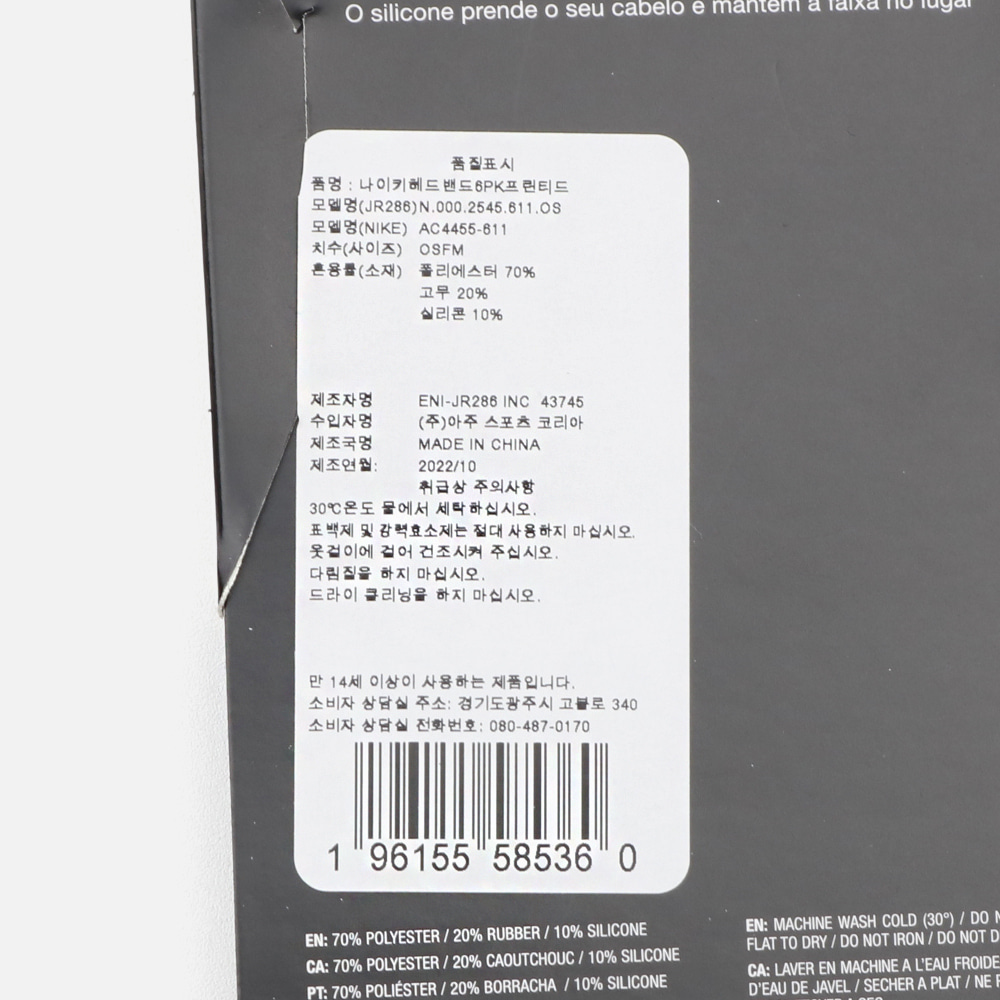 O silicone prende o seu cabelo e mantém a faixa no lugar
품질표시
품명 : 나이키헤드밴드6PK프린티드
모델명(JR286)N.000.2545.611.OS
모델명(NIKE) AC4455-611
치수(사이즈) OSFM
혼용률(소재) 폴리에스터 70%
고무 20%
실리콘 10%
제조자명 ENI-JR286 INC 43745
수입자명 (주)아주 스포츠 코리아
제조국명 MADE IN CHINA
제조연월: 2022/10
취급상 주의사항
30℃온도 물에서 세탁하십시오.
표백제 및 강력효소제는 절대 사용하지 마십시오.
옷걸이에 걸어 건조시켜 주십시오.
다림질을 하지 마십시오.
드라이 클리닝을 하지 마십시오.
만 14세 이상이 사용하는 제품입니다.
소비자 상담실 주소: 경기도광주시 고불로 340
소비자 상담실 전화번호: 080-487-0170
1 96155 58536 0
EN: 70% POLYESTER / 20% RUBBER / 10% SILICONE
CA: 70% POLYESTER / 20% CAOUTCHOUC / 10% SILICONE
PT: 70% POLIÉSTER / 20% BORRACHA / 10% SILICONE
EN: MACHINE WASH COLD (30°) / DO
FLAT TO DRY / DO NOT IRON / DO NOT
CA: LAVER EN MACHINE A L'EAU FROIDE
D'EAU DE JAVEL / SECHER A PLAT / NE